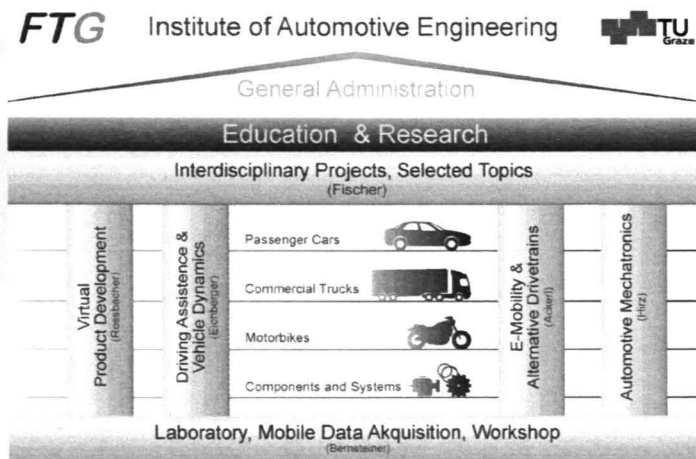 FTG Institute of Automotive Engineering TU
Graz
General Administration
Education & Research
Interdisciplinary Projects, Selected Topics
(Fischer)
Virtual
Product Development
(Rossbacher)
Driving Assistence &
Vehicle Dynamics
(Eichberger)
Passenger Cars
Commercial Trucks
Motorbikes
Components and Systems
E-Mobility &
Alternative Drivetrains
(Ackerl)
Automotive Mechatronics
(Hirz)
Laboratory, Mobile Data Akquisition, Workshop
(Bernsteiner)